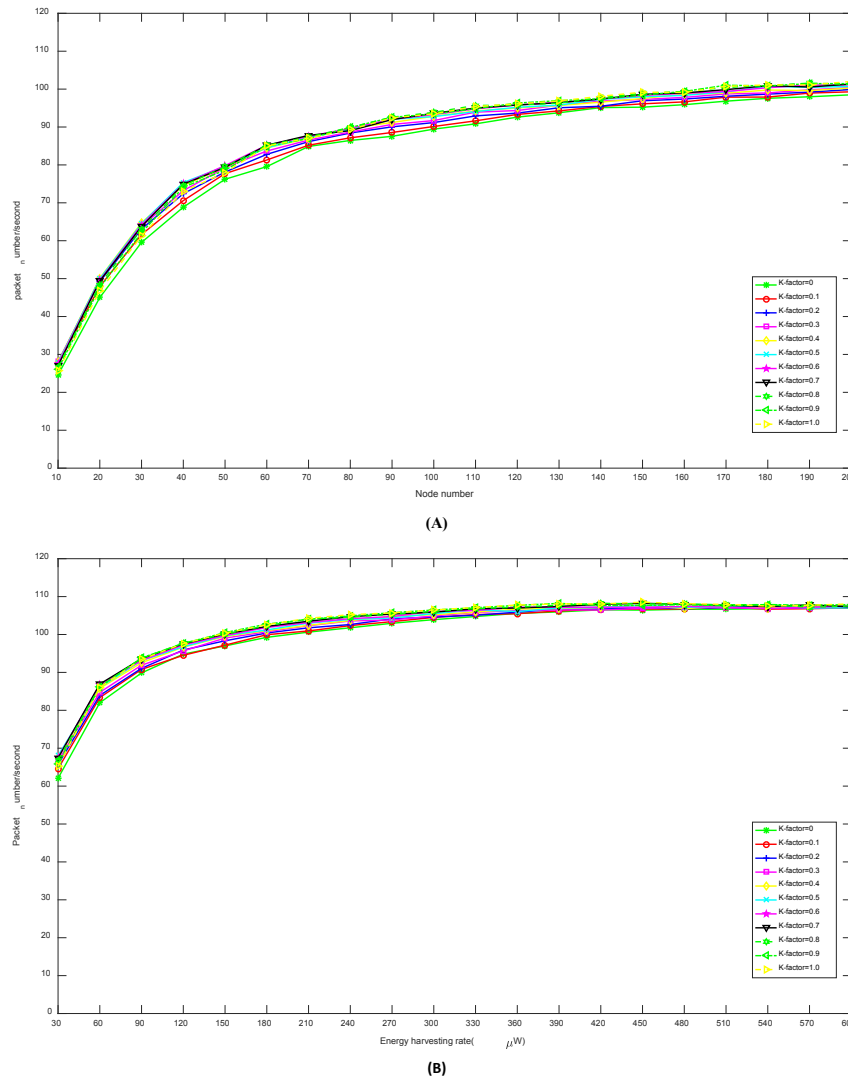 120
110
100
90
80
70
60
50
40
30
20
10
0
packet n umber/second
10 20 30 40 50 60 70 80 90 100 110 120 130 140 150 160 170 180 190 200
Node number
K-factor=0
K-factor=0.1
K-factor=0.2
K-factor=0.3
K-factor=0.4
K-factor=0.5
K-factor=0.6
K-factor=0.7
K-factor=0.8
K-factor=0.9
K-factor=1.0
(A)
120
110
100
90
80
70
60
50
40
30
20
10
0
Packet n umber/second
30 60 90 120 150 180 210 240 270 300 330 360 390 420 450 480 510 540 570 600
Energy harvesting rate( μW)
K-factor=0
K-factor=0.1
K-factor=0.2
K-factor=0.3
K-factor=0.4
K-factor=0.5
K-factor=0.6
K-factor=0.7
K-factor=0.8
K-factor=0.9
K-factor=1.0
(B)